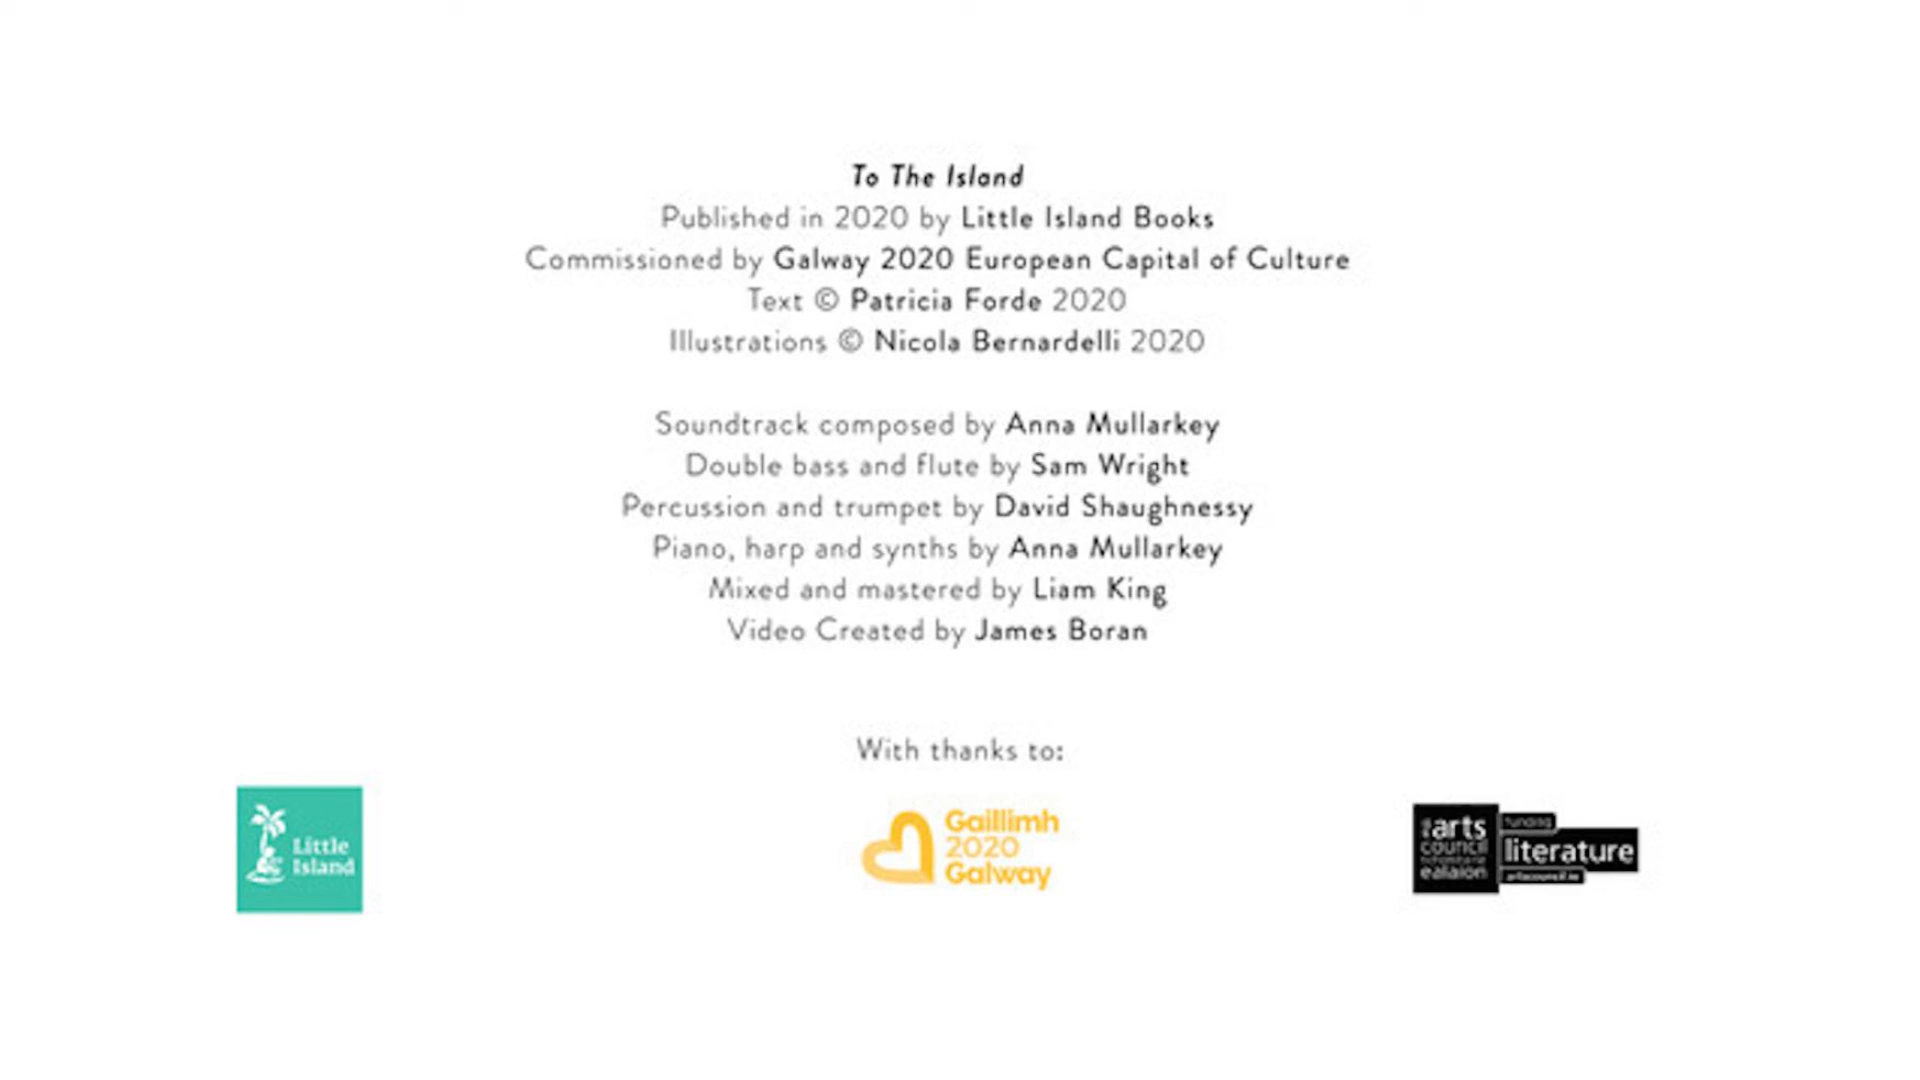 To The Island
Published in 2020 by Little Island Books
Commissioned by Galway 2020 European Capital of Culture
Text © Patricia Forde 2020
Illustrations © Nicola Bernardelli 2020
Soundtrack composed by Anna Mullarkey
Double bass and flute by Sam Wright
Percussion and trumpet by David Shaughnessy
Piano, harp and synths by Anna Mullarkey
Mixed and mastered by Liam King
Video Created by James Boran
With thanks to:
Little
Island
Gaillimh
2020
Galway
arts
council
ealaíon
funding
literature
artscouncil.ie